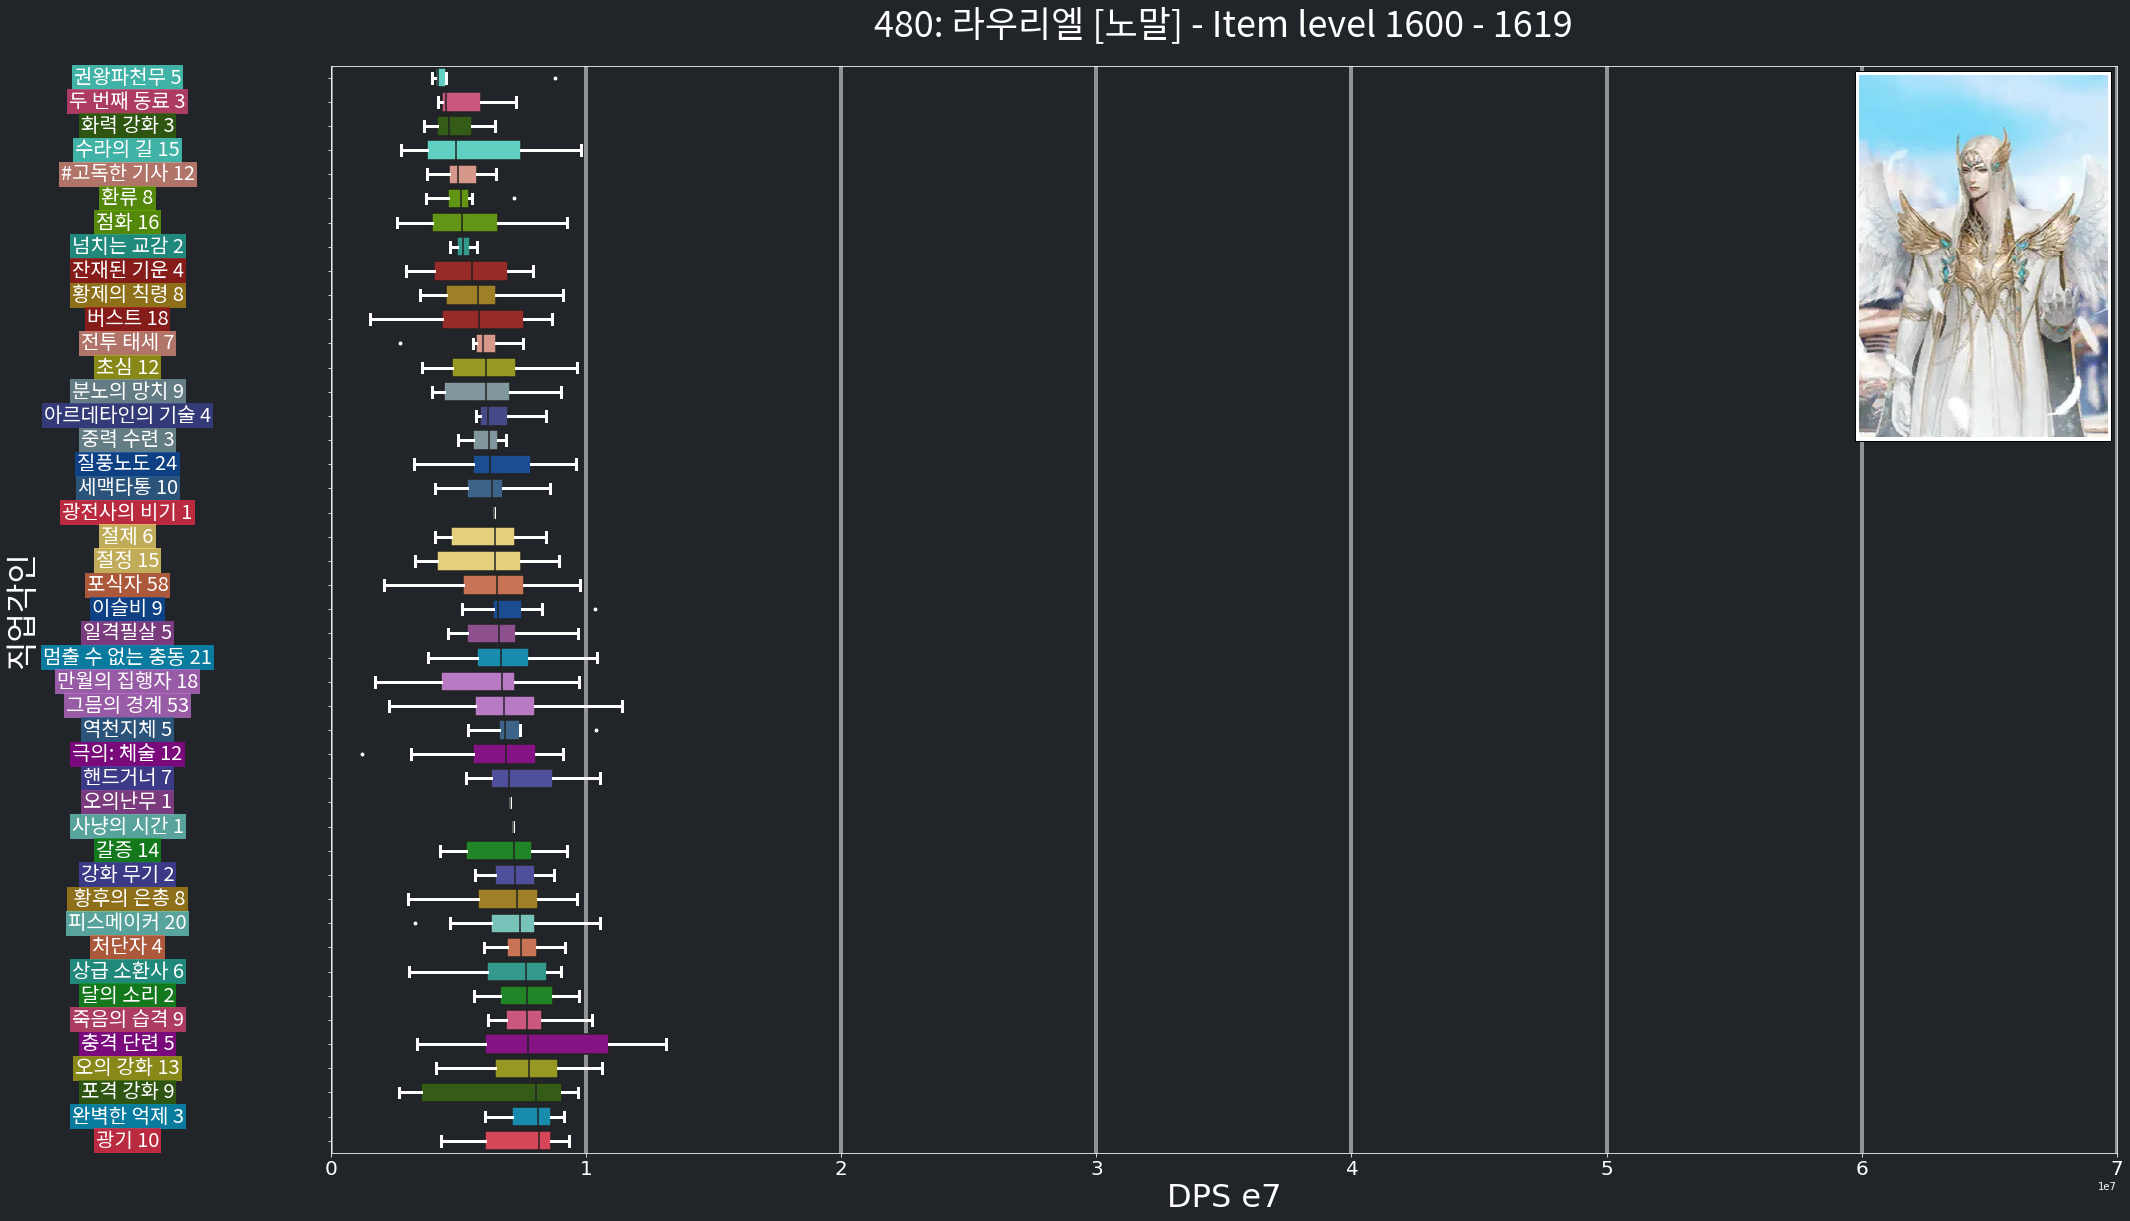 480: 라우리엘 [노말] - Item level 1600 - 1619
권왕파천무 5
두 번째 동료 3
화력 강화 3
수라의 길 15
#고독한 기사 12
환류 8
점화 16
넘치는 교감 2
잔재된 기운 4
황제의 칙령 8
버스트 18
전투 태세 7
초심 12
분노의 망치 9
아르데타인의 기술 4
중력 수련 3
질풍노도 24
세맥타통 10
광전사의 비기 1
절제 6
절정 15
포식자 58
이슬비 9
일격필살 5
멈출 수 없는 충동 21
만월의 집행자 18
그믐의 경계 53
역천지체 5
극의: 체술 12
핸드거너 7
오의난무 1
사냥의 시간 1
갈증 14
강화 무기 2
황후의 은총 8
피스메이커 20
처단자 4
상급 소환사 6
달의 소리 2
죽음의 습격 9
충격 단련 5
오의 강화 13
포격 강화 9
완벽한 억제 3
광기 10
직업각인
0 1 2 3 4 5 6 7
1e7
DPS e7